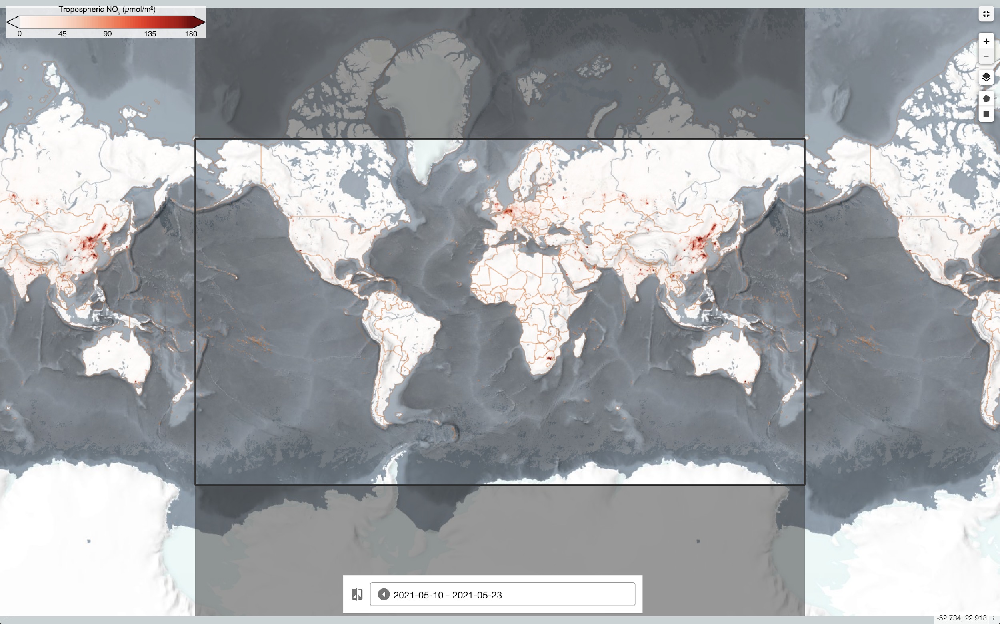 Tropospheric NO₂ (μmol/m²)
0 45 90 135 180
+
−
2021-05-10 - 2021-05-23
-52.734, 22.918 i